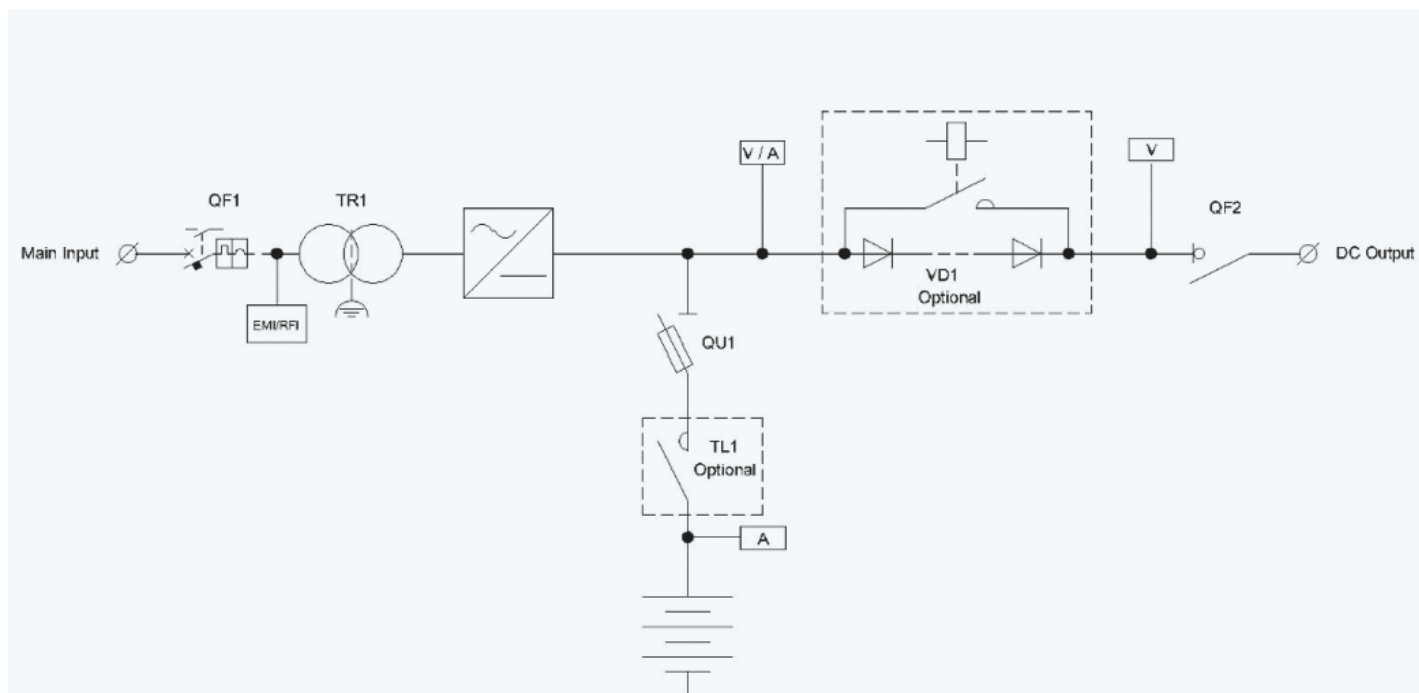 V / A
V
QF1
TR1
QF2
Main Input
DC Output
VD1
Optional
EMI/RFI
QU1
TL1
Optional
A